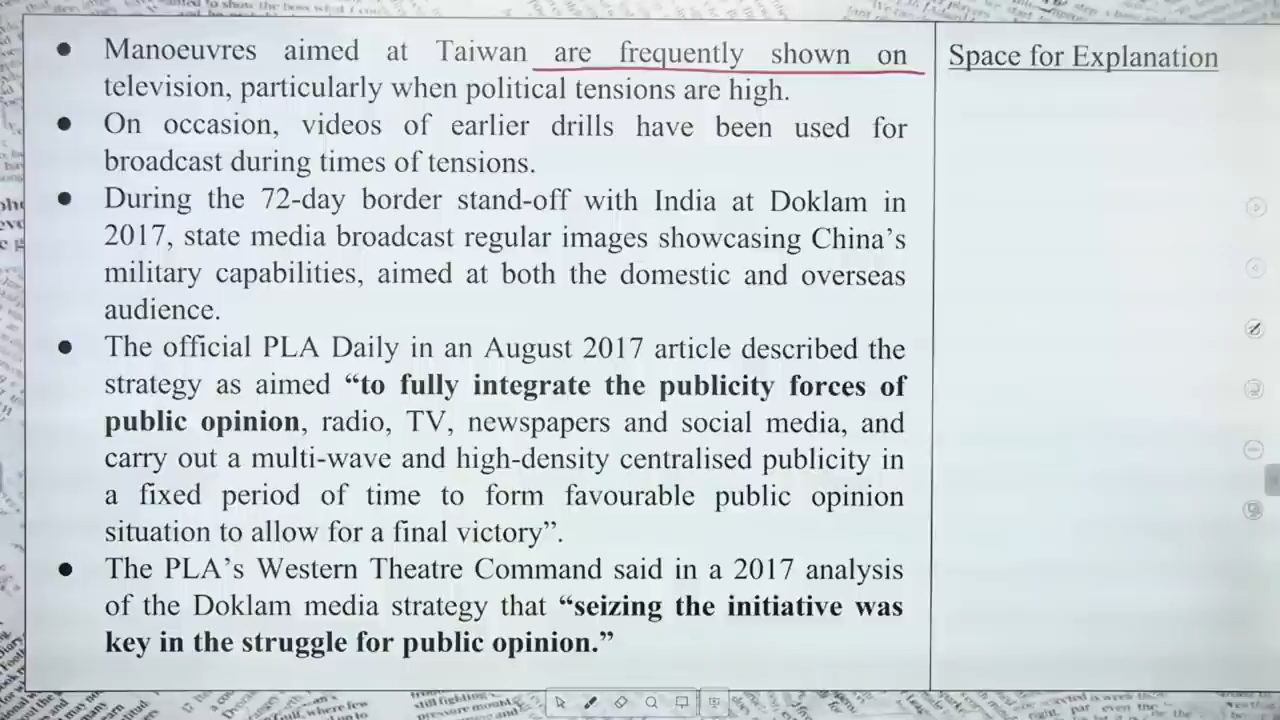 • Manoeuvres aimed at Taiwan are frequently shown on
television, particularly when political tensions are high.
• On occasion, videos of earlier drills have been used for
broadcast during times of tensions.
• During the 72-day border stand-off with India at Doklam in
2017, state media broadcast regular images showcasing China's
military capabilities, aimed at both the domestic and overseas
audience.
• The official PLA Daily in an August 2017 article described the
strategy as aimed “to fully integrate the publicity forces of
public opinion, radio, TV, newspapers and social media, and
carry out a multi-wave and high-density centralised publicity in
a fixed period of time to form favourable public opinion
situation to allow for a final victory”.
• The PLA’s Western Theatre Command said in a 2017 analysis
of the Doklam media strategy that “seizing the initiative was
key in the struggle for public opinion.”
Space for Explanation